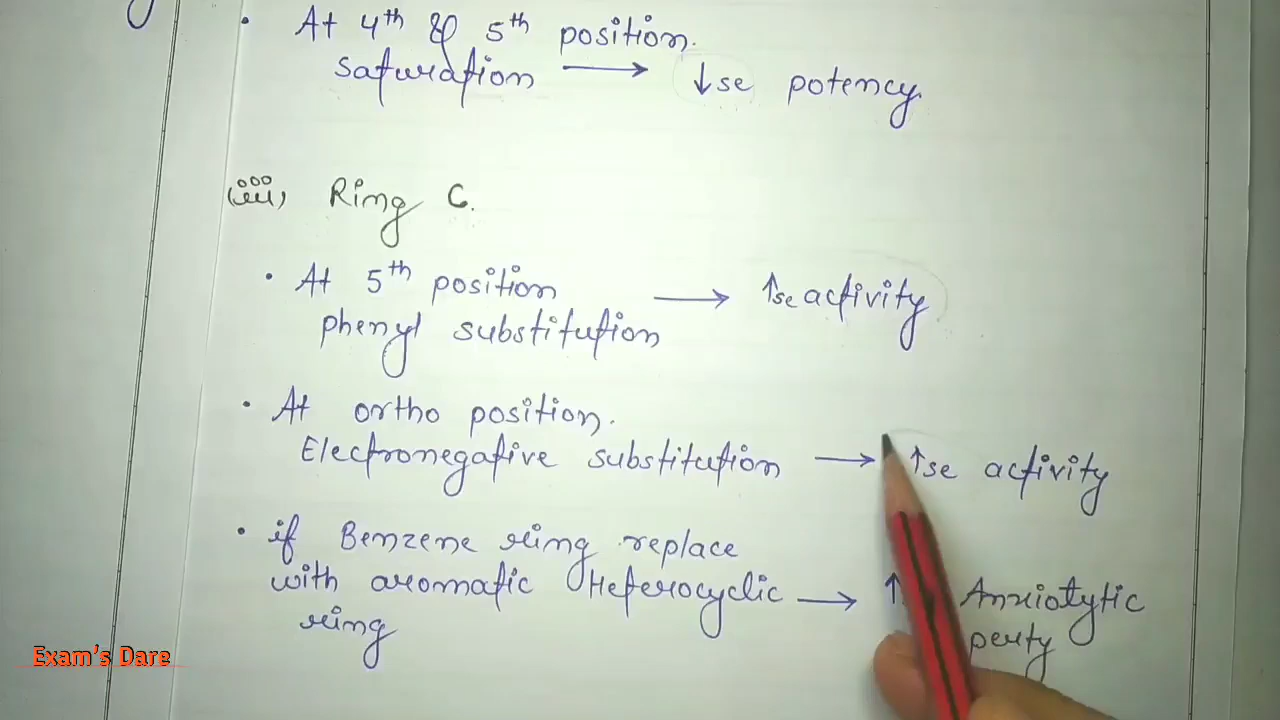 • At 4th & 5th position.
Saturation → ↓se potency.
(iii) Ring C.
• At 5th position
phenyl substitution → ↑se activity
• At ortho position.
Electronegative substitution → ↑se activity
• if Benzene ring replace
with aromatic Heterocyclic → ↑ Anxiolytic
ring perty
Exam's Dare